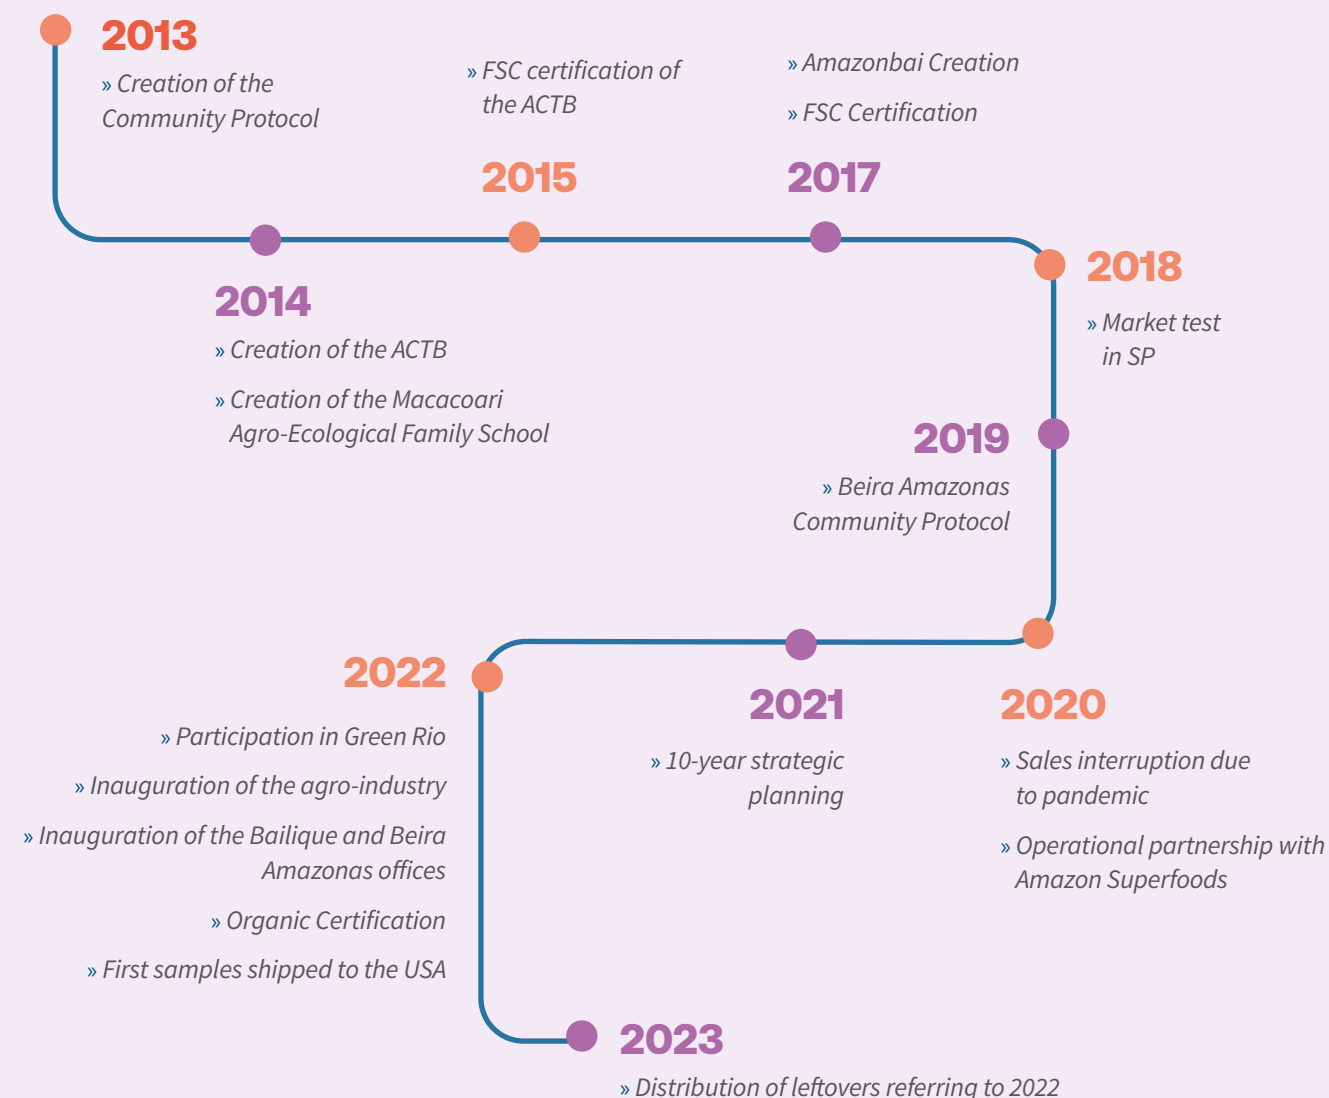 2013
» Creation of the
Community Protocol
2014
» Creation of the ACTB
» Creation of the Macacoari
Agro-Ecological Family School
» FSC certification of
the ACTB
2015
» Amazonbai Creation
» FSC Certification
2017
2018
» Market test
in SP
2019
» Beira Amazonas
Community Protocol
2020
» Sales interruption due
to pandemic
» Operational partnership with
Amazon Superfoods
2021
» 10-year strategic
planning
2022
» Participation in Green Rio
» Inauguration of the agro-industry
» Inauguration of the Bailique and Beira
Amazonas offices
» Organic Certification
» First samples shipped to the USA
2023
» Distribution of leftovers referring to 2022